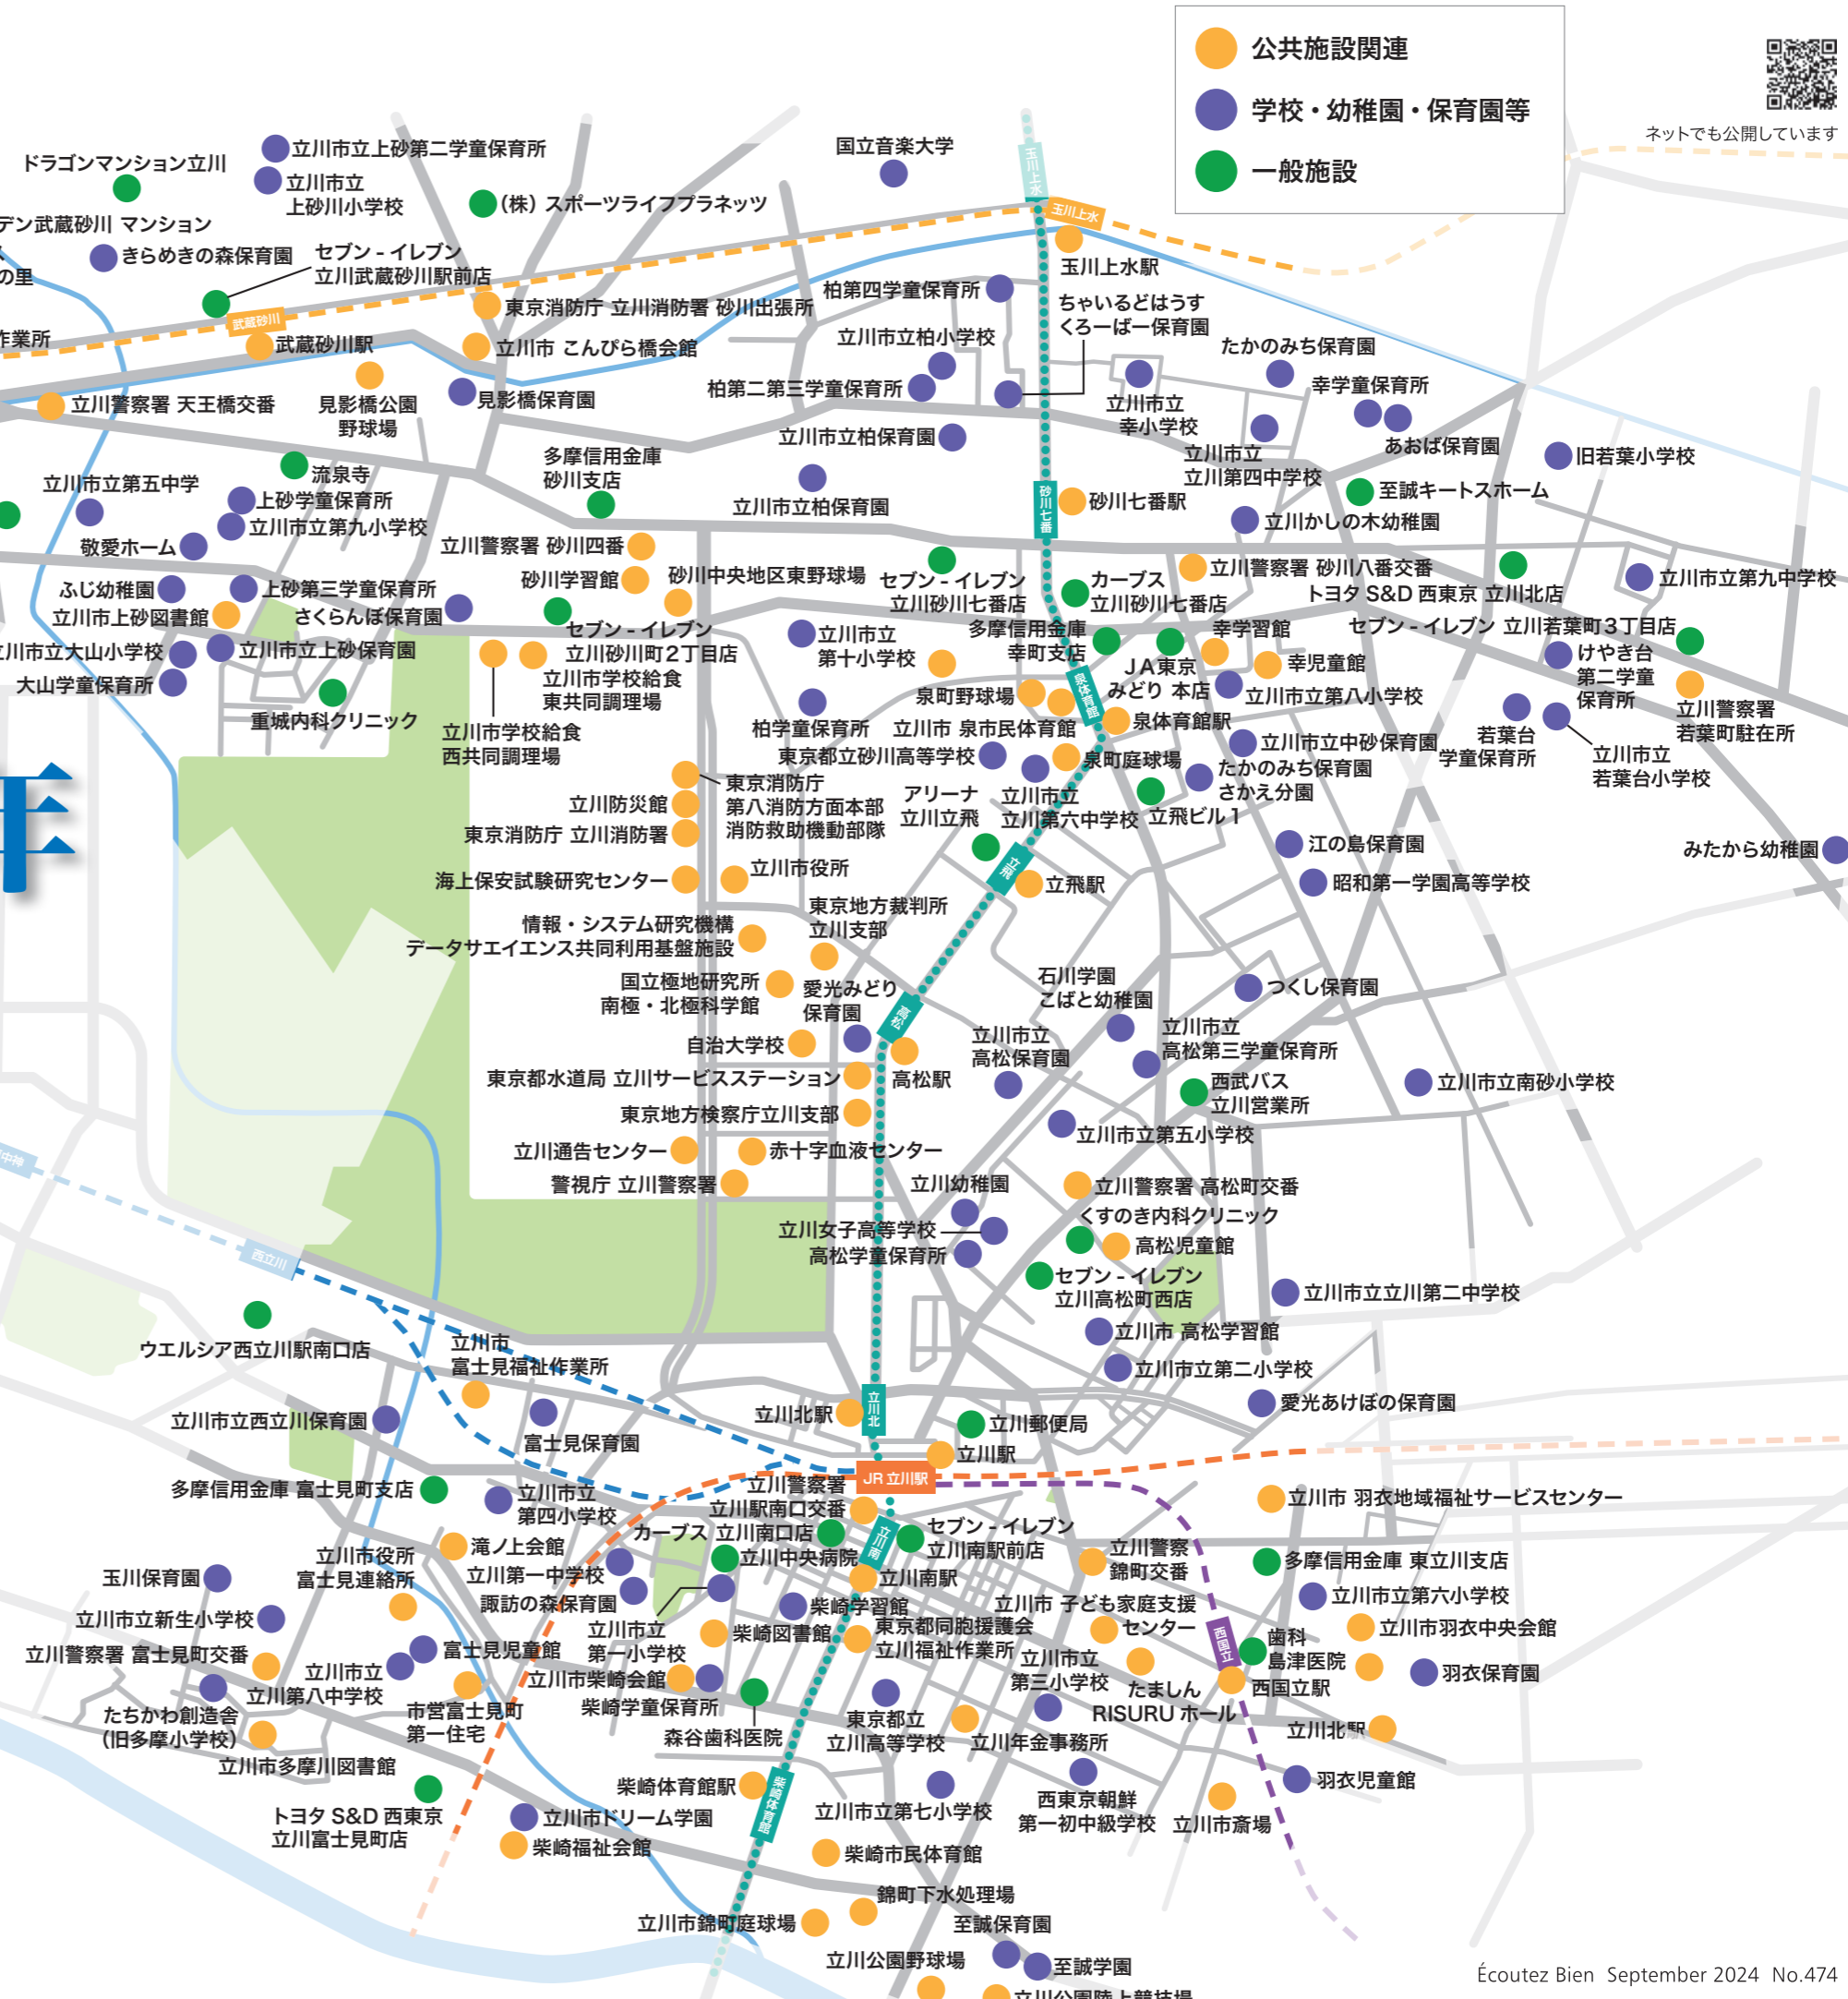 公共施設関連
学校・幼稚園・保育園等
一般施設
ネットでも公開しています
ドラゴンマンション立川
立川市立上砂第二学童保育所
立川市立
上砂川小学校
(株) スポーツライフプラネッツ
国立音楽大学
玉川上水
玉川上水
玉川上水駅
デン武蔵砂川 マンション
の里
きらめきの森保育園
セブン - イレブン
立川武蔵砂川駅前店
作業所
武蔵砂川
武蔵砂川駅
東京消防庁 立川消防署 砂川出張所
立川市 こんぴら橋会館
柏第四学童保育所
ちゃいるどはうす
くろーばー保育園
立川市立柏小学校
柏第二第三学童保育所
たかのみち保育園
幸学童保育所
立川警察署 天王橋交番
見影橋公園
野球場
見影橋保育園
立川市立
幸小学校
立川市立柏保育園
立川市立
立川第四中学校
あおば保育園
旧若葉小学校
多摩信用金庫
砂川支店
流泉寺
立川市立第五中学
上砂学童保育所
立川市立第九小学校
敬愛ホーム
立川市立柏保育園
砂川七番
砂川七番駅
至誠キートスホーム
立川かしの木幼稚園
立川警察署 砂川四番
砂川学習館
砂川中央地区東野球場
セブン - イレブン
立川砂川七番店
カーブス
立川砂川七番店
立川警察署 砂川八番交番
トヨタ S&D 西東京 立川北店
立川市立第九中学校
ふじ幼稚園
上砂第三学童保育所
立川市上砂図書館
さくらんぼ保育園
セブン - イレブン
立川砂川町2丁目店
立川市立
第十小学校
多摩信用金庫
幸町支店
JA東京
みどり 本店
幸学習館
幸児童館
セブン - イレブン 立川若葉町3丁目店
けやき台
第二学童
保育所
立川市立大山小学校
立川市立上砂保育園
大山学童保育所
重城内科クリニック
立川市学校給食
東共同調理場
立川市学校給食
西共同調理場
柏学童保育所
泉町野球場
泉体育館
立川市 泉市民体育館
泉体育館駅
立川市立第八小学校
若葉台
学童保育所
立川市立
若葉台小学校
立川警察署
若葉町駐在所
東京都立砂川高等学校
泉町庭球場
立川市立中砂保育園
たかのみち保育園
さかえ分園
東京消防庁
第八消防方面本部
消防救助機動部隊
立川防災館
東京消防庁 立川消防署
アリーナ
立川立飛
立川市立
立川第六中学校
立飛ビル1
江の島保育園
みたから幼稚園
昭和第一学園高等学校
海上保安試験研究センター
立川市役所
立飛
立飛駅
情報・システム研究機構
データサエイエンス共同利用基盤施設
東京地方裁判所
立川支部
国立極地研究所
南極・北極科学館
愛光みどり
保育園
石川学園
こばと幼稚園
つくし保育園
自治大学校
高松
高松駅
立川市立
高松保育園
立川市立
高松第三学童保育所
東京都水道局 立川サービスステーション
西武バス
立川営業所
立川市立南砂小学校
東京地方検察庁立川支部
立川市立第五小学校
立川通告センター
赤十字血液センター
警視庁 立川警察署
中神
西立川
立川幼稚園
立川女子高等学校
高松学童保育所
立川警察署 高松町交番
くすのき内科クリニック
高松児童館
セブン - イレブン
立川高松町西店
立川市立立川第二中学校
立川市 高松学習館
立川市立第二小学校
愛光あけぼの保育園
ウエルシア西立川駅南口店
立川市
富士見福祉作業所
立川市立西立川保育園
富士見保育園
立川北駅
立川北
立川郵便局
立川駅
JR 立川駅
多摩信用金庫 富士見町支店
立川市立
第四小学校
立川警察署
立川駅南口交番
カーブス 立川南口店
立川中央病院
立川南
セブン - イレブン
立川南駅前店
立川南駅
立川市 羽衣地域福祉サービスセンター
立川警察
錦町交番
多摩信用金庫 東立川支店
滝ノ上会館
立川市役所
富士見連絡所
立川第一中学校
諏訪の森保育園
玉川保育園
立川市立新生小学校
立川警察署 富士見町交番
富士見児童館
立川市立
立川第八中学校
立川市立
第一小学校
柴崎学習館
柴崎図書館
東京都同胞援護会
立川福祉作業所
立川市 子ども家庭支援
センター
立川市立第六小学校
立川市羽衣中央会館
西国立
歯科
島津医院
羽衣保育園
西国立駅
立川市立
第三小学校
たましん
RISURU ホール
立川北駅
立川市柴崎会館
柴崎学童保育所
森谷歯科医院
東京都立
立川高等学校
立川年金事務所
たちかわ創造舎
(旧多摩小学校)
市営富士見町
第一住宅
立川市多摩川図書館
トヨタ S&D 西東京
立川富士見町店
立川市ドリーム学園
柴崎福祉会館
柴崎体育館駅
柴崎体育館
立川市立第七小学校
西東京朝鮮
第一初中級学校
立川市斎場
羽衣児童館
柴崎市民体育館
錦町下水処理場
立川市錦町庭球場
至誠保育園
立川公園野球場
至誠学園
立川公園陸上競技場
Écoutez Bien September 2024 No.474